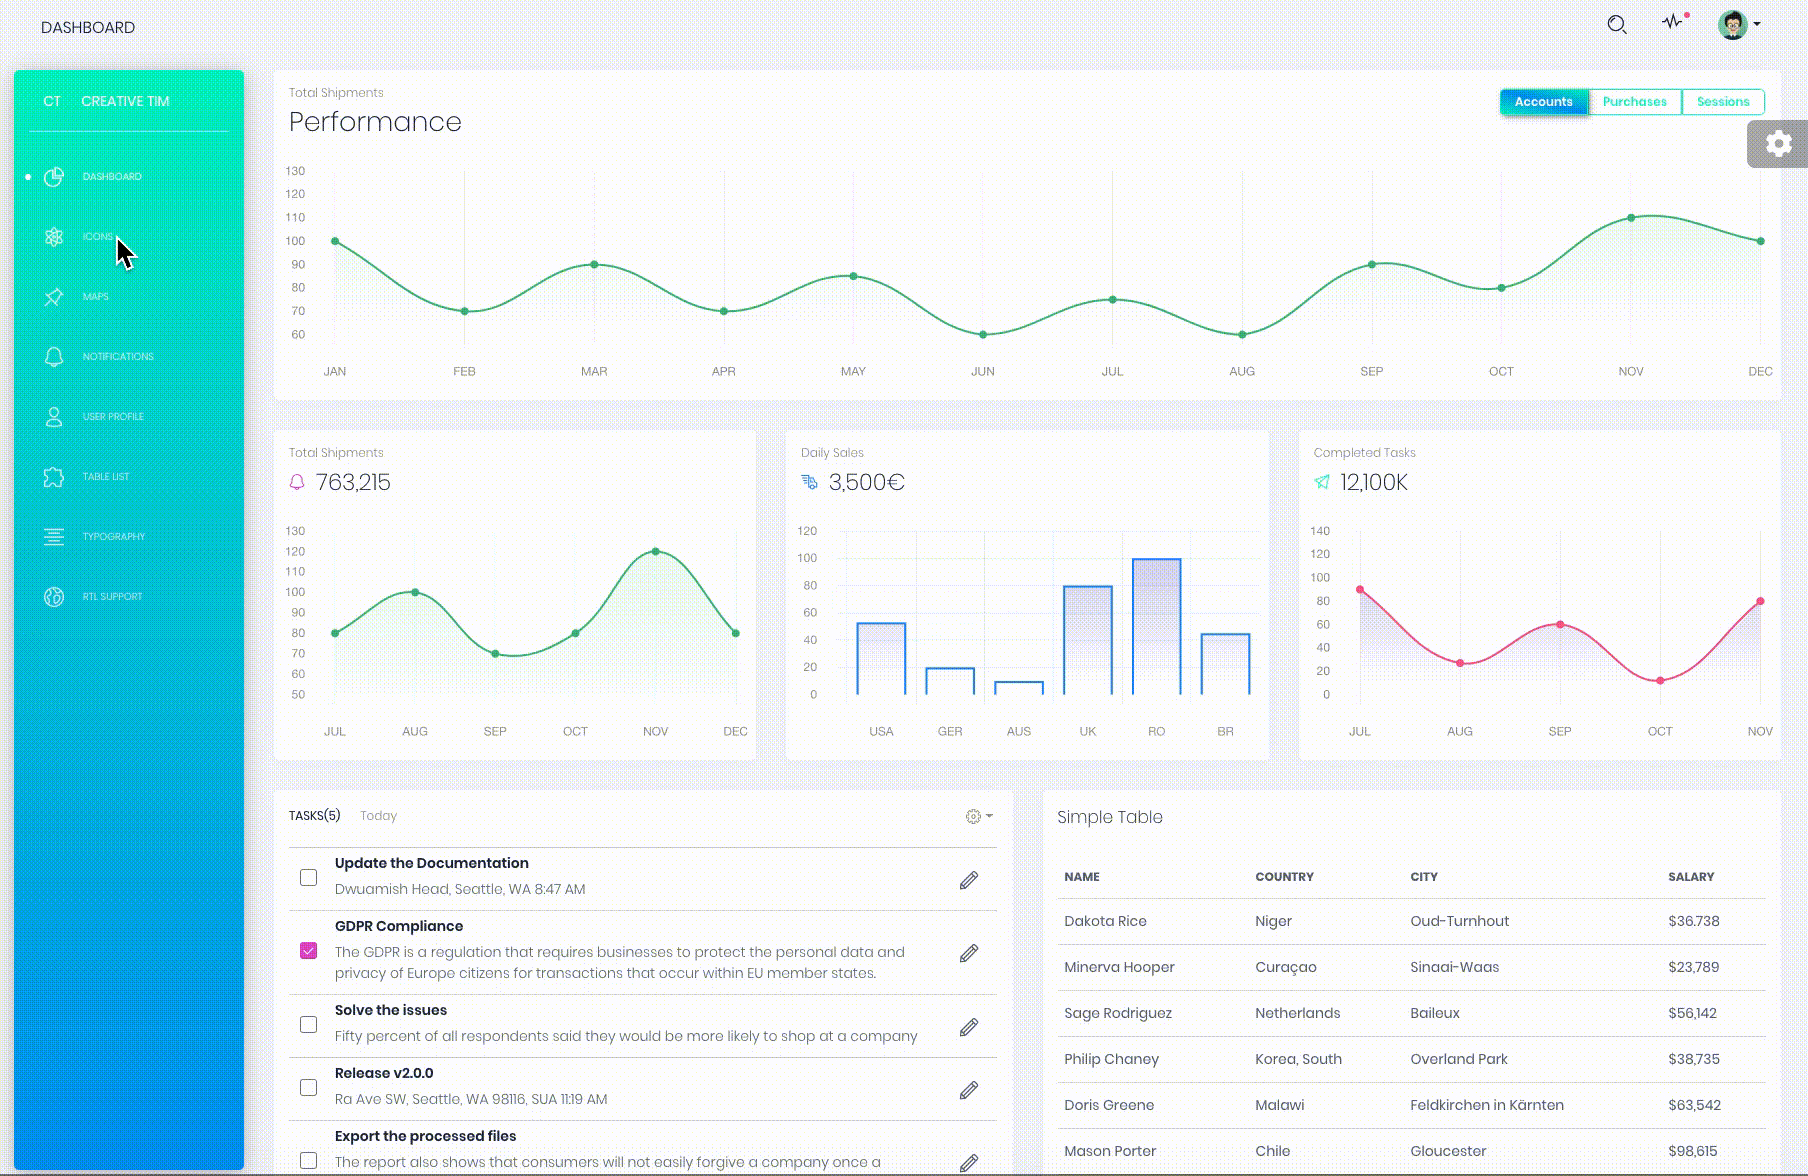 DASHBOARD
CT CREATIVE TIM
DASHBOARD
ICONS
MAPS
NOTIFICATIONS
USER PROFILE
TABLE LIST
TYPOGRAPHY
RTL SUPPORT
Total Shipments
Performance
Accounts Purchases Sessions
130
120
110
100
90
80
70
60
JAN FEB MAR APR MAY JUN JUL AUG SEP OCT NOV DEC
Total Shipments
763,215
130
120
110
100
90
80
70
60
50
JUL AUG SEP OCT NOV DEC
Daily Sales
3,500€
120
100
80
60
40
20
0
USA GER AUS UK RO BR
Completed Tasks
12,100K
140
120
100
80
60
40
20
0
JUL AUG SEP OCT NOV
TASKS(5) Today
Update the Documentation
Dwuamish Head, Seattle, WA 8:47 AM
GDPR Compliance
The GDPR is a regulation that requires businesses to protect the personal data and
privacy of Europe citizens for transactions that occur within EU member states.
Solve the issues
Fifty percent of all respondents said they would be more likely to shop at a company
Release v2.0.0
Ra Ave SW, Seattle, WA 98116, SUA 11:19 AM
Export the processed files
The report also shows that consumers will not easily forgive a company once a
Simple Table
NAME COUNTRY CITY SALARY
Dakota Rice Niger Oud-Turnhout $36.738
Minerva Hooper Curaçao Sinaai-Waas $23,789
Sage Rodriguez Netherlands Baileux $56,142
Philip Chaney Korea, South Overland Park $38,735
Doris Greene Malawi Feldkirchen in Kärnten $63,542
Mason Porter Chile Gloucester $98,615